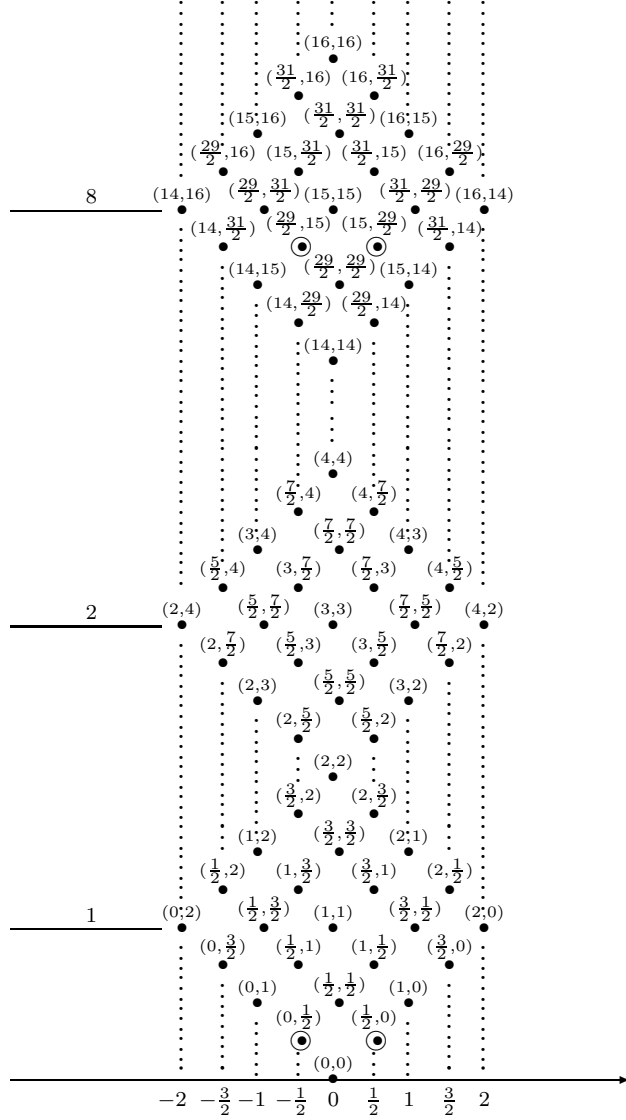 (16,16)
(31/2,16) (16,31/2)
(15,16) (31/2,31/2) (16,15)
(29/2,16) (15,31/2) (31/2,15) (16,29/2)
8 (14,16) (29/2,31/2) (15,15) (31/2,29/2) (16,14)
(14,31/2) (29/2,15) (15,29/2) (31/2,14)
(14,15) (29/2,29/2) (15,14)
(14,29/2) (29/2,14)
(14,14)
(4,4)
(7/2,4) (4,7/2)
(3,4) (7/2,7/2) (4,3)
(5/2,4) (3,7/2) (7/2,3) (4,5/2)
2 (2,4) (5/2,7/2) (3,3) (7/2,5/2) (4,2)
(2,7/2) (5/2,3) (3,5/2) (7/2,2)
(2,3) (5/2,5/2) (3,2)
(2,5/2) (5/2,2)
(2,2)
(3/2,2) (2,3/2)
(1,2) (3/2,3/2) (2,1)
(1/2,2) (1,3/2) (3/2,1) (2,1/2)
1 (0,2) (1/2,3/2) (1,1) (3/2,1/2) (2,0)
(0,3/2) (1/2,1) (1,1/2) (3/2,0)
(0,1) (1/2,1/2) (1,0)
(0,1/2) (1/2,0)
(0,0)
−2 −3/2 −1 −1/2 0 1/2 1 3/2 2